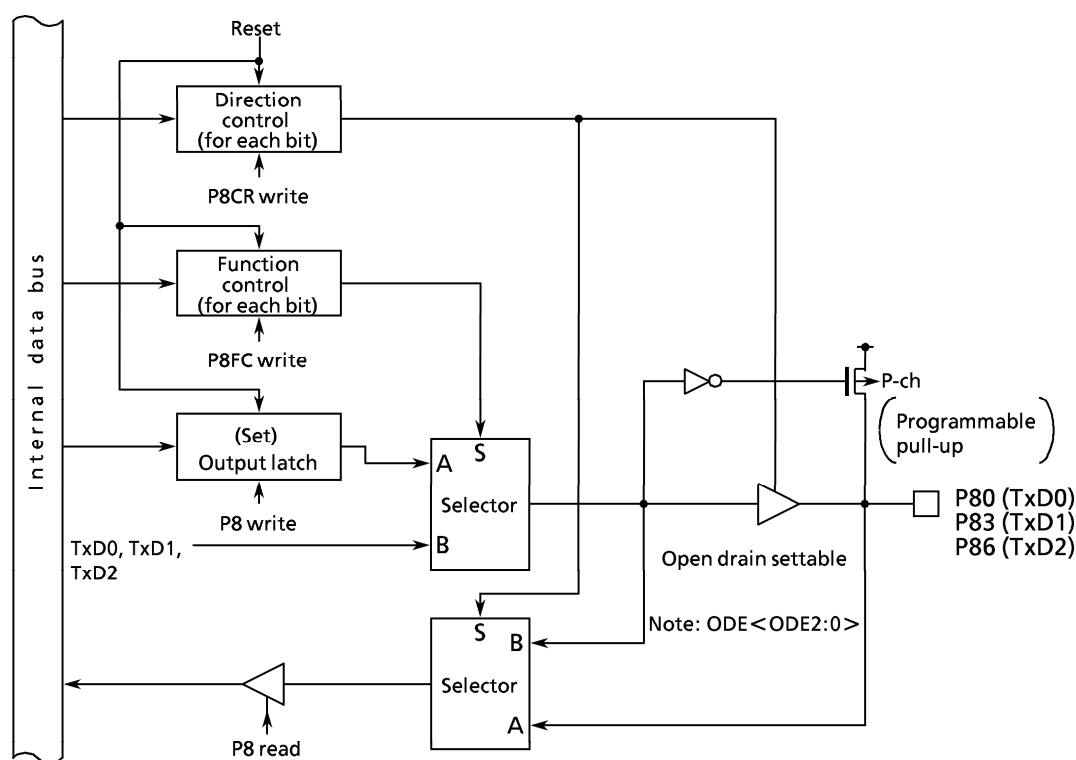 Reset
Direction
control
(for each bit)
P8CR write
Internal data bus
Function
control
(for each bit)
P8FC write
P-ch
Programmable
pull-up
(Set)
Output latch
P8 write
S
A
Selector
B
TxD0, TxD1,
TxD2
P80 (TxD0)
P83 (TxD1)
P86 (TxD2)
Open drain settable
Note: ODE<ODE2:0>
S
B
Selector
A
P8 read